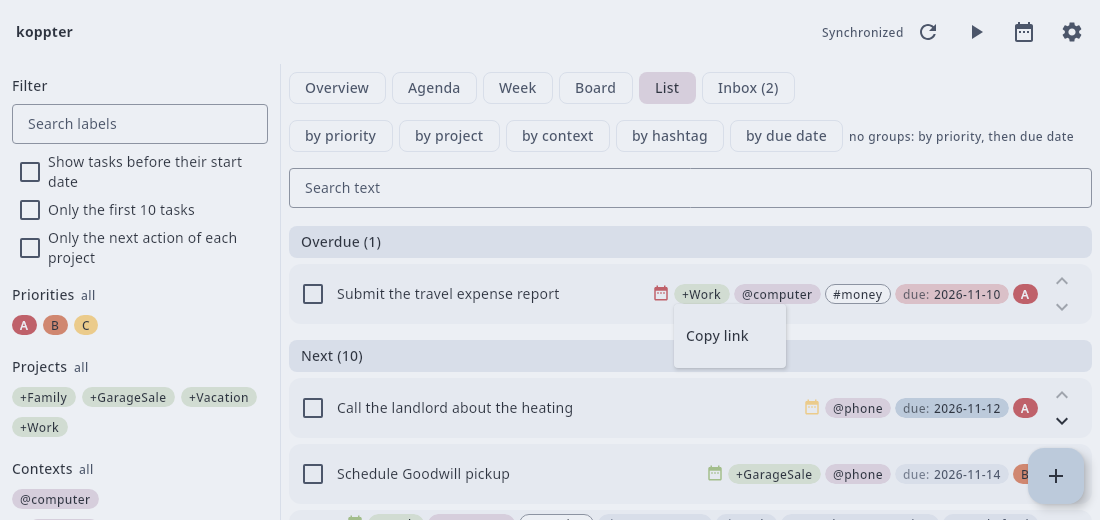 koppter
Synchronized
Filter
Search labels
Show tasks before their start
date
Only the first 10 tasks
Only the next action of each
project
Priorities all
A B C
Projects all
+Family +GarageSale +Vacation
+Work
Contexts all
@computer
Overview Agenda Week Board List Inbox (2)
by priority by project by context by hashtag by due date no groups: by priority, then due date
Search text
Overdue (1)
Submit the travel expense report +Work @computer #money due: 2026-11-10 A
Copy link
Next (10)
Call the landlord about the heating @phone due: 2026-11-12 A
Schedule Goodwill pickup +GarageSale @phone due: 2026-11-14 B